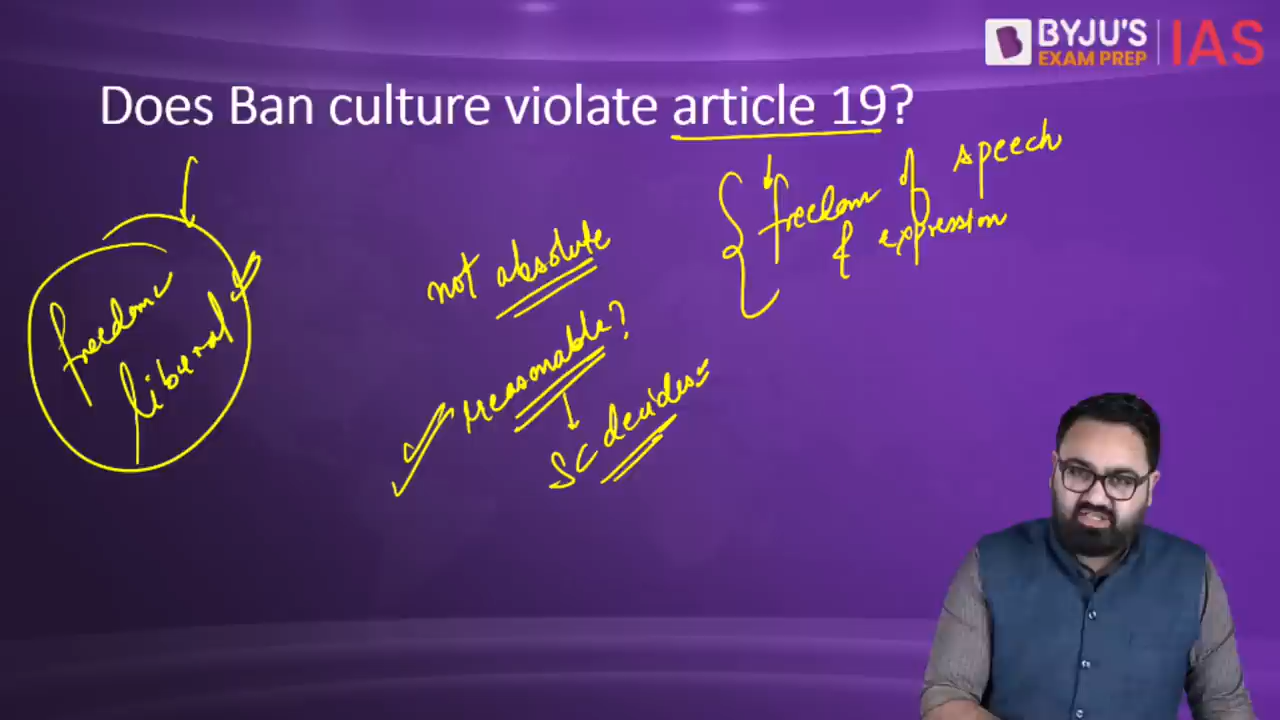 BYJU'S
EXAM PREP
IAS
Does Ban culture violate article 19?
freedom of speech
& expression
not absolute
reasonable?
SC decides
freedom
liberal